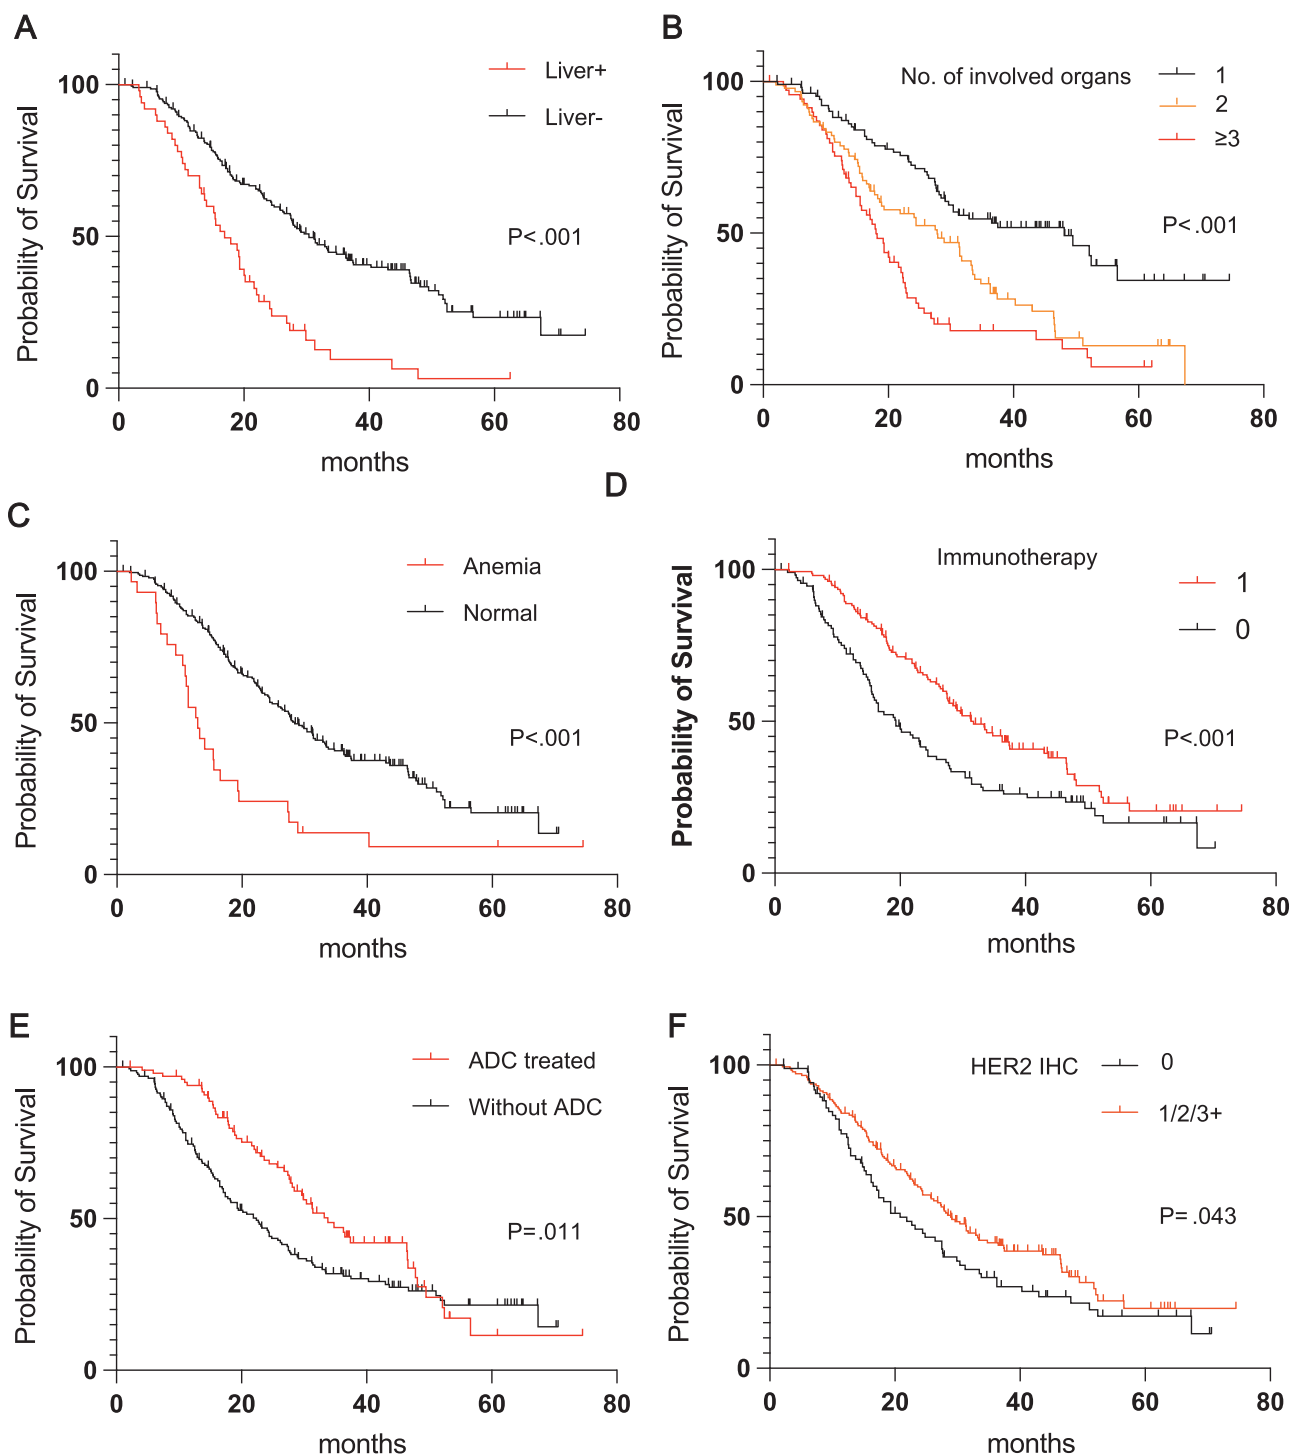 A
Probability of Survival
100
50
0
0 20 40 60 80
months
Liver+
Liver-
P<.001
B
Probability of Survival
100
50
0
0 20 40 60 80
months
No. of involved organs
1
2
≥3
P<.001
C
Probability of Survival
100
50
0
0 20 40 60 80
months
Anemia
Normal
P<.001
D
Probability of Survival
100
50
0
0 20 40 60 80
months
Immunotherapy
1
0
P<.001
E
Probability of Survival
100
50
0
0 20 40 60 80
months
ADC treated
Without ADC
P=.011
F
Probability of Survival
100
50
0
0 20 40 60 80
months
HER2 IHC
0
1/2/3+
P=.043